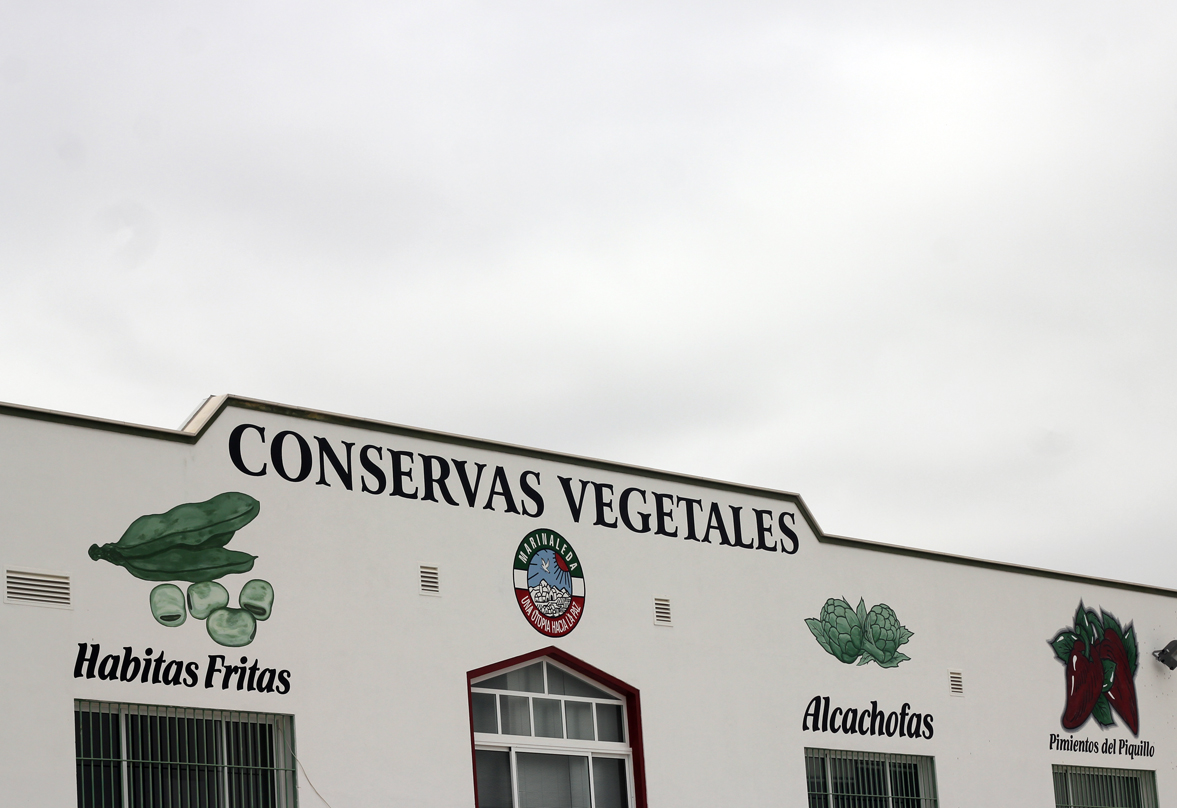 CONSERVAS VEGETALES
MARINALEDA
UNA UTOPIA HACIA LA PAZ
Habitas Fritas
Alcachofas
Pimientos del Piquillo